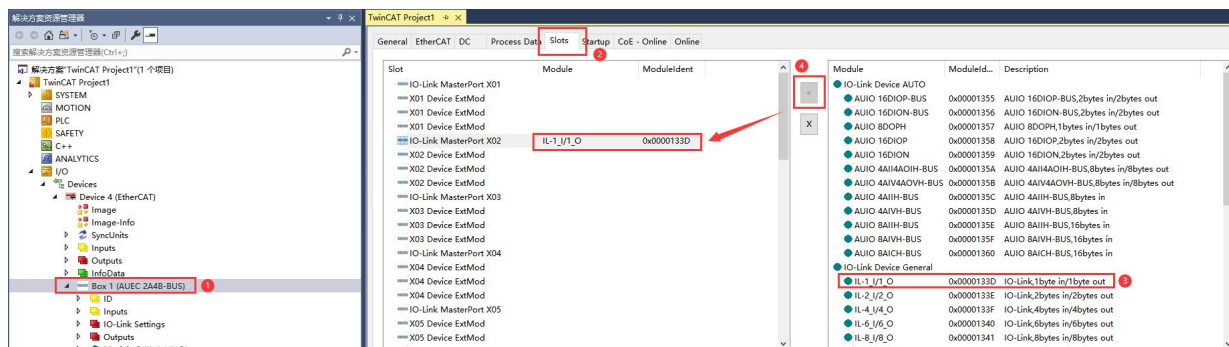 解决方案资源管理器
搜索解决方案资源管理器(Ctrl+;)
解决方案"TwinCAT Project1"(1 个项目)
TwinCAT Project1
SYSTEM
MOTION
PLC
SAFETY
C++
ANALYTICS
I/O
Devices
Device 4 (EtherCAT)
Image
Image-Info
SyncUnits
Inputs
Outputs
InfoData
Box 1 (AUEC 2A4B-BUS) 1
ID
Inputs
IO-Link Settings
Outputs
TwinCAT Project1
General EtherCAT DC Process Data Slots Startup CoE - Online Online
2
Slot Module ModuleIdent
IO-Link MasterPort X01
X01 Device ExtMod
X01 Device ExtMod
X01 Device ExtMod
IO-Link MasterPort X02 IL-1_I/1_O 0x0000133D
X02 Device ExtMod
X02 Device ExtMod
X02 Device ExtMod
IO-Link MasterPort X03
X03 Device ExtMod
X03 Device ExtMod
X03 Device ExtMod
IO-Link MasterPort X04
X04 Device ExtMod
X04 Device ExtMod
X04 Device ExtMod
IO-Link MasterPort X05
X05 Device ExtMod
X05 Device ExtMod
4
<
X
Module ModuleId... Description
IO-Link Device AUTO
AUIO 16DIOP-BUS 0x00001355 AUIO 16DIOP-BUS,2bytes in/2bytes out
AUIO 16DION-BUS 0x00001356 AUIO 16DION-BUS,2bytes in/2bytes out
AUIO 8DOPH 0x00001357 AUIO 8DOPH,1bytes in/1bytes out
AUIO 16DIOP 0x00001358 AUIO 16DIOP,2bytes in/2bytes out
AUIO 16DION 0x00001359 AUIO 16DION,2bytes in/2bytes out
AUIO 4AII4AOIH-BUS 0x0000135A AUIO 4AII4AOIH-BUS,8bytes in/8bytes out
AUIO 4AIV4AOVH-BUS 0x0000135B AUIO 4AIV4AOVH-BUS,8bytes in/8bytes out
AUIO 4AIIH-BUS 0x0000135C AUIO 4AIIH-BUS,8bytes in
AUIO 4AIVH-BUS 0x0000135D AUIO 4AIVH-BUS,8bytes in
AUIO 8AIIH-BUS 0x0000135E AUIO 8AIIH-BUS,16bytes in
AUIO 8AIVH-BUS 0x0000135F AUIO 8AIVH-BUS,16bytes in
AUIO 8AICH-BUS 0x00001360 AUIO 8AICH-BUS,16bytes in
IO-Link Device General
IL-1_I/1_O 0x0000133D IO-Link,1byte in/1byte out 3
IL-2_I/2_O 0x0000133E IO-Link,2bytes in/2bytes out
IL-4_I/4_O 0x0000133F IO-Link,4bytes in/4bytes out
IL-6_I/6_O 0x00001340 IO-Link,6bytes in/6bytes out
IL-8_I/8_O 0x00001341 IO-Link,8bytes in/8bytes out